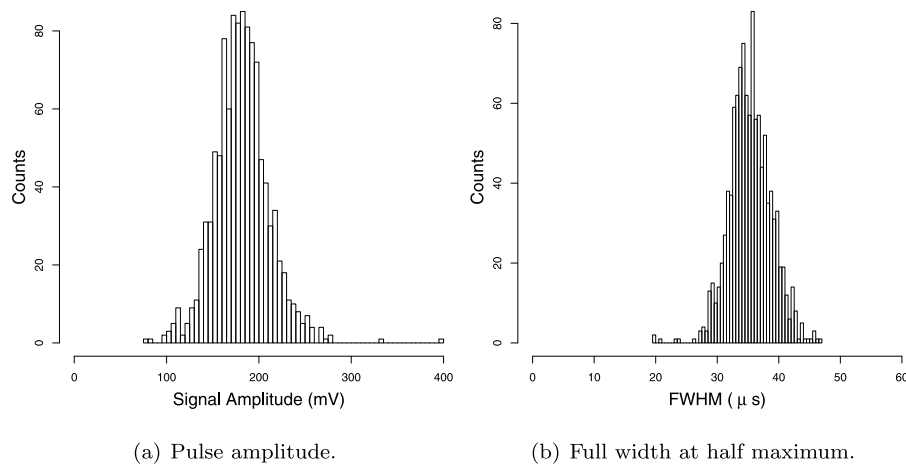 80
60
40
20
0
Counts
0 100 200 300 400
Signal Amplitude (mV)
(a) Pulse amplitude.
80
60
40
20
0
Counts
0 10 20 30 40 50 60
FWHM ( μ s)
(b) Full width at half maximum.